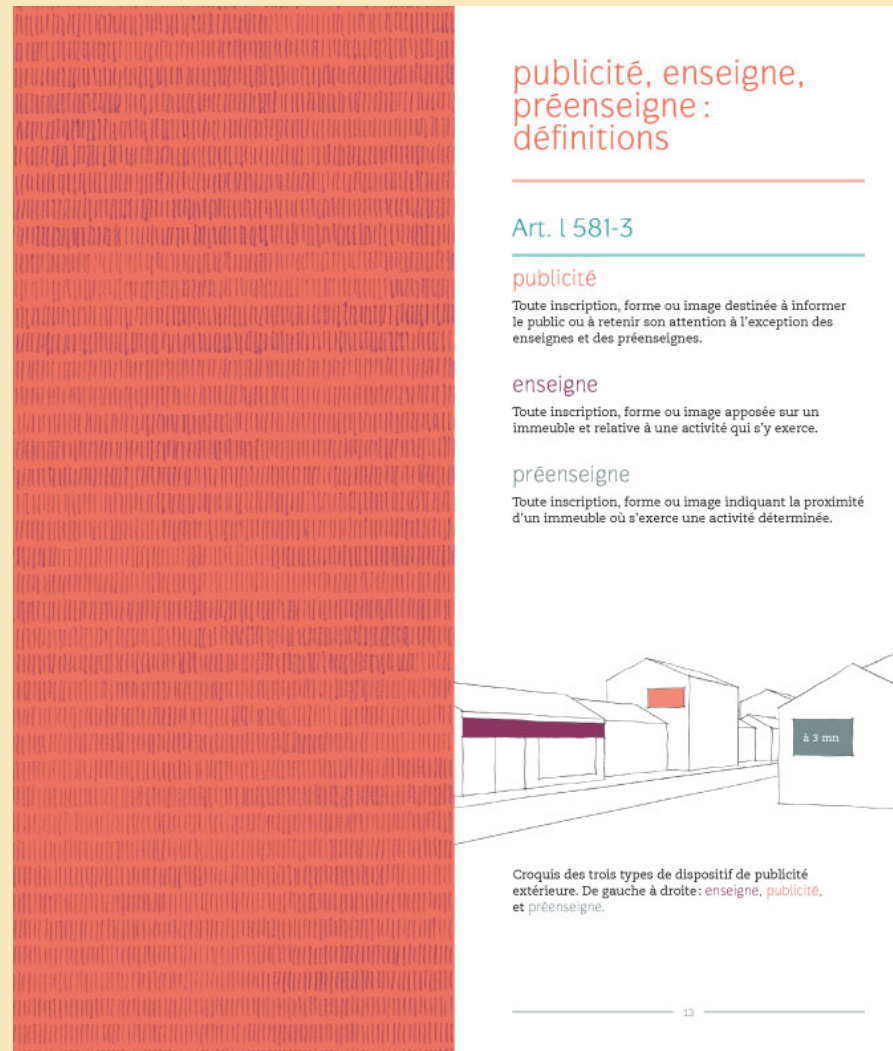 publicité, enseigne,
préenseigne :
définitions
Art. l 581-3
publicité
Toute inscription, forme ou image destinée à informer
le public ou à retenir son attention à l'exception des
enseignes et des préenseignes.
enseigne
Toute inscription, forme ou image apposée sur un
immeuble et relative à une activité qui s'y exerce.
préenseigne
Toute inscription, forme ou image indiquant la proximité
d'un immeuble où s'exerce une activité déterminée.
à 3 mn
Croquis des trois types de dispositif de publicité
extérieure. De gauche à droite : enseigne, publicité,
et préenseigne.
13